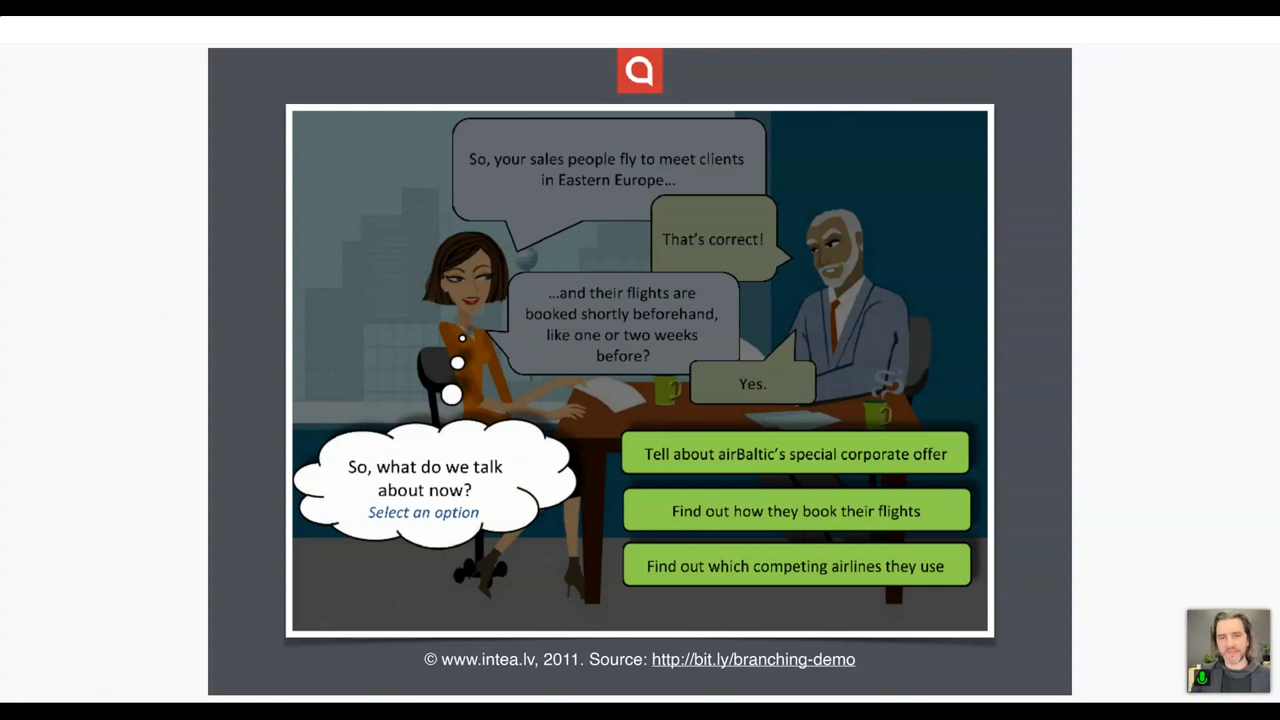 So, your sales people fly to meet clients
in Eastern Europe...
That's correct!
...and their flights are
booked shortly beforehand,
like one or two weeks
before?
Yes.
So, what do we talk
about now?
Select an option
Tell about airBaltic's special corporate offer
Find out how they book their flights
Find out which competing airlines they use
© www.intea.lv, 2011. Source: http://bit.ly/branching-demo